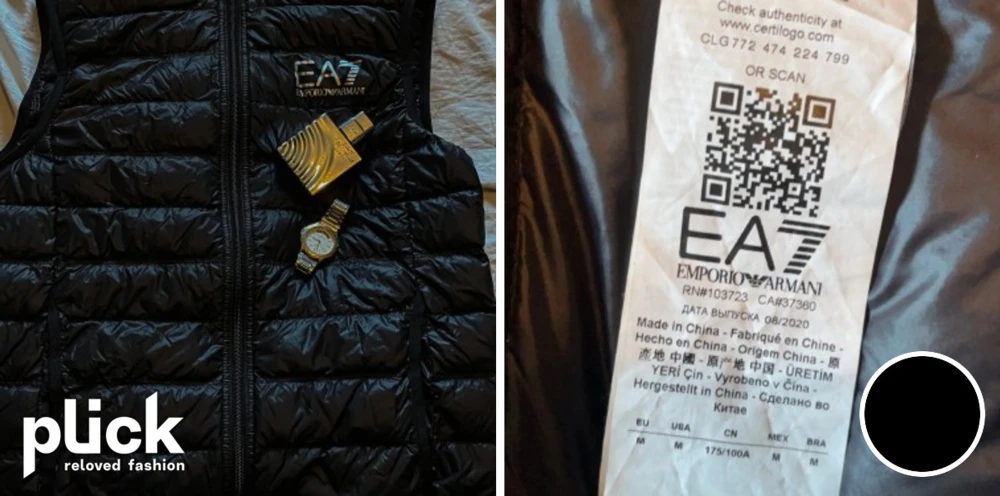 EA7
EMPORIO ARMANI
plick
reloved fashion
Check authenticity at
www.certilogo.com
CLG772 474 224 799
OR SCAN
EA7
EMPORIO ARMANI
RN#103723 CA#37360
ДАТА ВЫПУСКА 08/2020
Made in China - Fabriqué en Chine -
Hecho en China - Origem China - 原
產地 中國 - 原产地 中国 - ÜRETİM
YERİ Çin - Vyrobeno v Čína -
Hergestellt in China - Сделано во
Китае
EU UBA CN MEX BRA
M M 175/100A M M